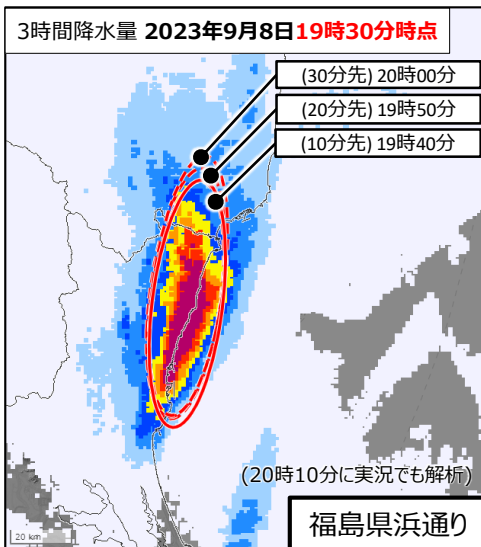 3時間降水量 2023年9月8日19時30分時点
(30分先) 20時00分
(20分先) 19時50分
(10分先) 19時40分
(20時10分に実況でも解析)
福島県浜通り
20 km